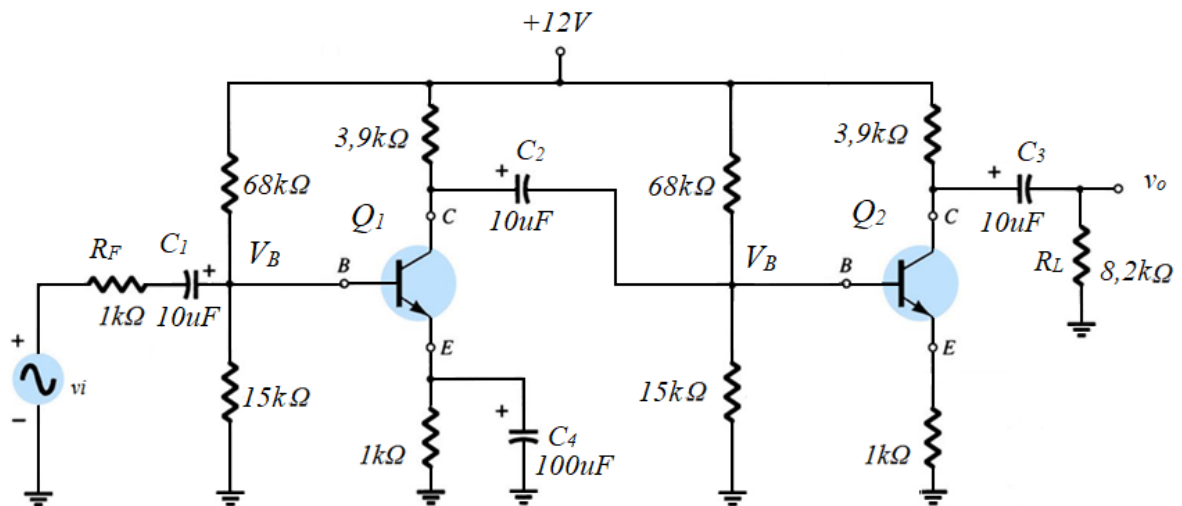 +12V
3,9kΩ
3,9kΩ
C2
C3
68kΩ
68kΩ
+
+
Q1
C
10uF
Q2
C
10uF
vo
RF
C1
+
VB
B
VB
B
RL
8,2kΩ
1kΩ
10uF
+
E
E
vi
15kΩ
+
15kΩ
−
1kΩ
C4
100uF
1kΩ